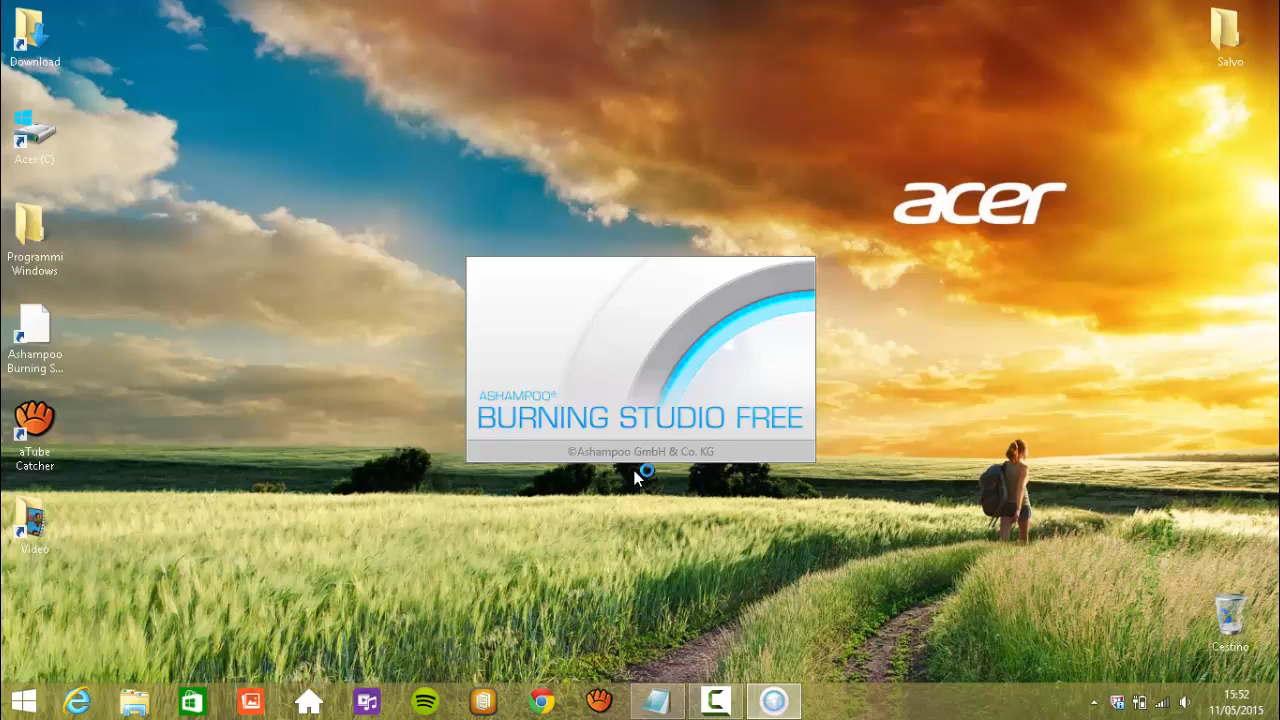 Download
Acer (C)
Programmi
Windows
Ashampoo
Burning S...
aTube
Catcher
Video
Salvo
acer
ASHAMPOO®
BURNING STUDIO FREE
©Ashampoo GmbH & Co. KG
Cestino
15:52
11/05/2015